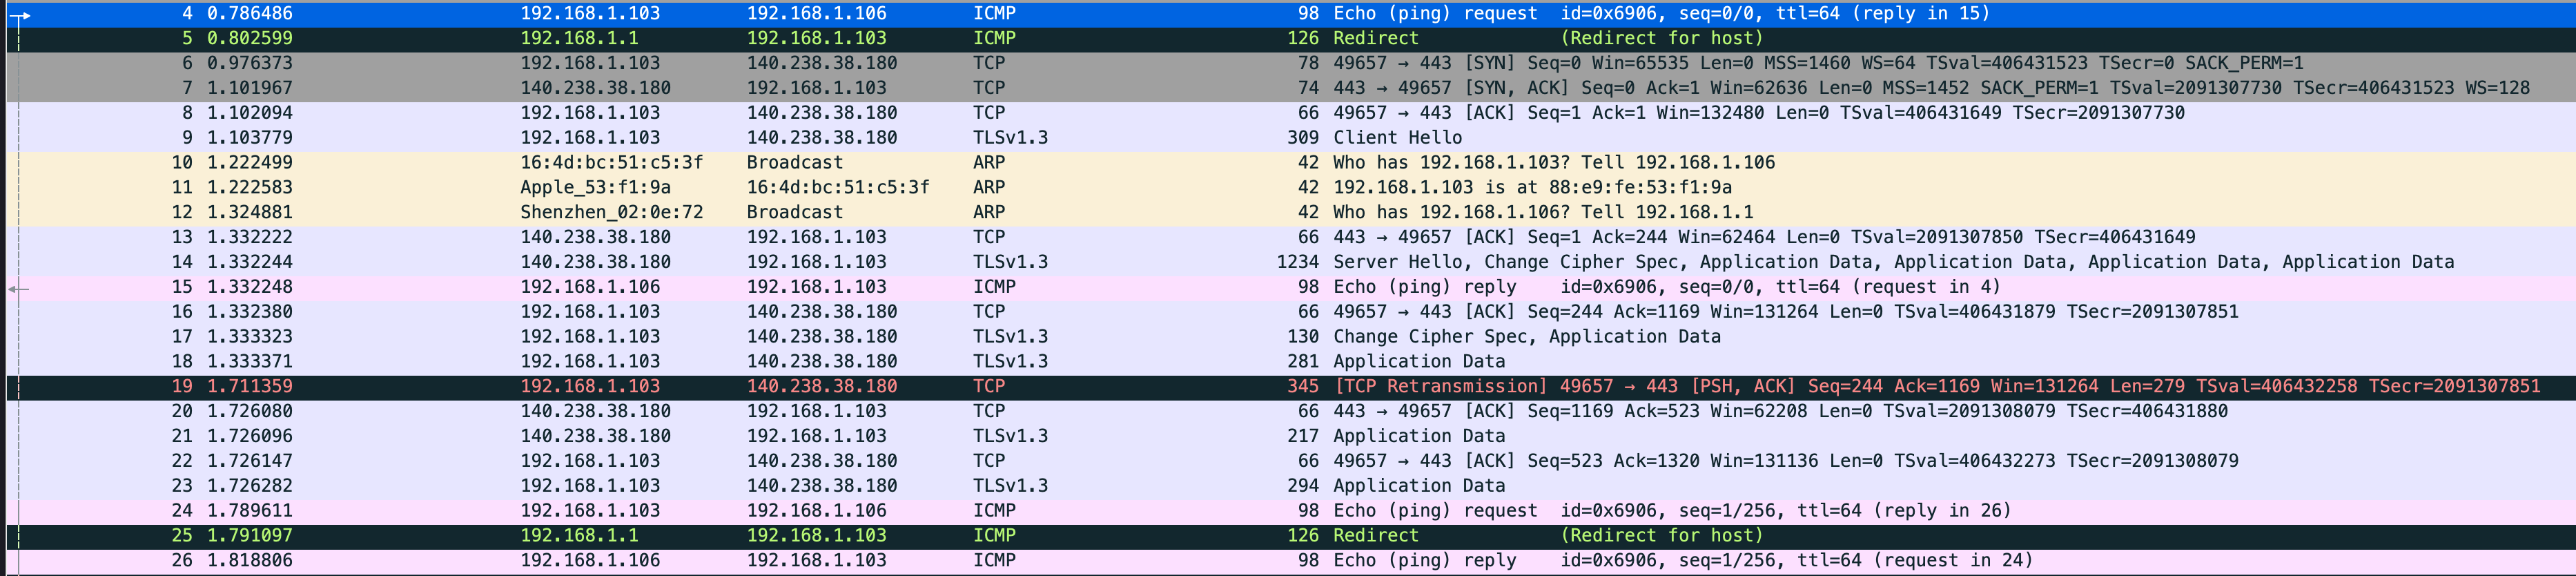 4 0.786486 192.168.1.103 192.168.1.106 ICMP 98 Echo (ping) request id=0x6906, seq=0/0, ttl=64 (reply in 15)
5 0.802599 192.168.1.1 192.168.1.103 ICMP 126 Redirect (Redirect for host)
6 0.976373 192.168.1.103 140.238.38.180 TCP 78 49657 → 443 [SYN] Seq=0 Win=65535 Len=0 MSS=1460 WS=64 TSval=406431523 TSecr=0 SACK_PERM=1
7 1.101967 140.238.38.180 192.168.1.103 TCP 74 443 → 49657 [SYN, ACK] Seq=0 Ack=1 Win=62636 Len=0 MSS=1452 SACK_PERM=1 TSval=2091307730 TSecr=406431523 WS=128
8 1.102094 192.168.1.103 140.238.38.180 TCP 66 49657 → 443 [ACK] Seq=1 Ack=1 Win=132480 Len=0 TSval=406431649 TSecr=2091307730
9 1.103779 192.168.1.103 140.238.38.180 TLSv1.3 309 Client Hello
10 1.222499 16:4d:bc:51:c5:3f Broadcast ARP 42 Who has 192.168.1.103? Tell 192.168.1.106
11 1.222583 Apple_53:f1:9a 16:4d:bc:51:c5:3f ARP 42 192.168.1.103 is at 88:e9:fe:53:f1:9a
12 1.324881 Shenzhen_02:0e:72 Broadcast ARP 42 Who has 192.168.1.106? Tell 192.168.1.1
13 1.332222 140.238.38.180 192.168.1.103 TCP 66 443 → 49657 [ACK] Seq=1 Ack=244 Win=62464 Len=0 TSval=2091307850 TSecr=406431649
14 1.332244 140.238.38.180 192.168.1.103 TLSv1.3 1234 Server Hello, Change Cipher Spec, Application Data, Application Data, Application Data, Application Data
15 1.332248 192.168.1.106 192.168.1.103 ICMP 98 Echo (ping) reply id=0x6906, seq=0/0, ttl=64 (request in 4)
16 1.332380 192.168.1.103 140.238.38.180 TCP 66 49657 → 443 [ACK] Seq=244 Ack=1169 Win=131264 Len=0 TSval=406431879 TSecr=2091307851
17 1.333323 192.168.1.103 140.238.38.180 TLSv1.3 130 Change Cipher Spec, Application Data
18 1.333371 192.168.1.103 140.238.38.180 TLSv1.3 281 Application Data
19 1.711359 192.168.1.103 140.238.38.180 TCP 345 [TCP Retransmission] 49657 → 443 [PSH, ACK] Seq=244 Ack=1169 Win=131264 Len=279 TSval=406432258 TSecr=2091307851
20 1.726080 140.238.38.180 192.168.1.103 TCP 66 443 → 49657 [ACK] Seq=1169 Ack=523 Win=62208 Len=0 TSval=2091308079 TSecr=406431880
21 1.726096 140.238.38.180 192.168.1.103 TLSv1.3 217 Application Data
22 1.726147 192.168.1.103 140.238.38.180 TCP 66 49657 → 443 [ACK] Seq=523 Ack=1320 Win=131136 Len=0 TSval=406432273 TSecr=2091308079
23 1.726282 192.168.1.103 140.238.38.180 TLSv1.3 294 Application Data
24 1.789611 192.168.1.103 192.168.1.106 ICMP 98 Echo (ping) request id=0x6906, seq=1/256, ttl=64 (reply in 26)
25 1.791097 192.168.1.1 192.168.1.103 ICMP 126 Redirect (Redirect for host)
26 1.818806 192.168.1.106 192.168.1.103 ICMP 98 Echo (ping) reply id=0x6906, seq=1/256, ttl=64 (request in 24)